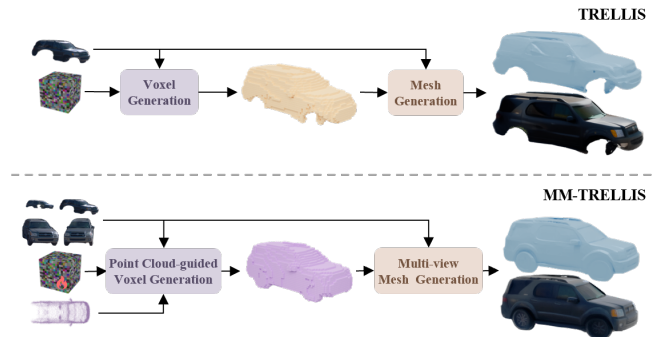 TRELLIS
Voxel
Generation
Mesh
Generation
MM-TRELLIS
Point Cloud-guided
Voxel Generation
Multi-view
Mesh Generation